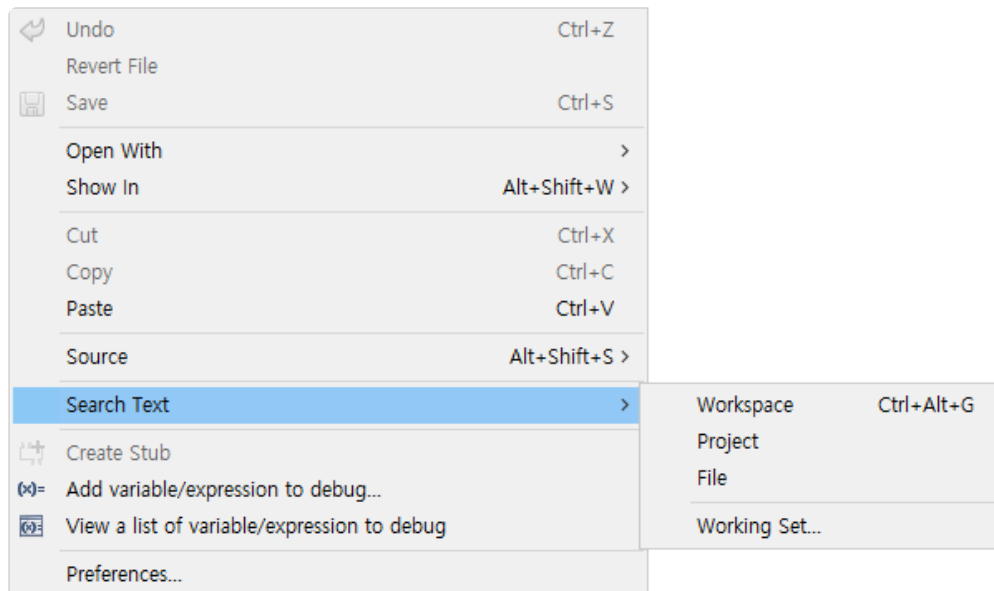 Undo Ctrl+Z
Revert File
Save Ctrl+S
Open With >
Show In Alt+Shift+W >
Cut Ctrl+X
Copy Ctrl+C
Paste Ctrl+V
Source Alt+Shift+S >
Search Text >
Workspace Ctrl+Alt+G
Project
File
Working Set...
Create Stub
(x)= Add variable/expression to debug...
View a list of variable/expression to debug
Preferences...